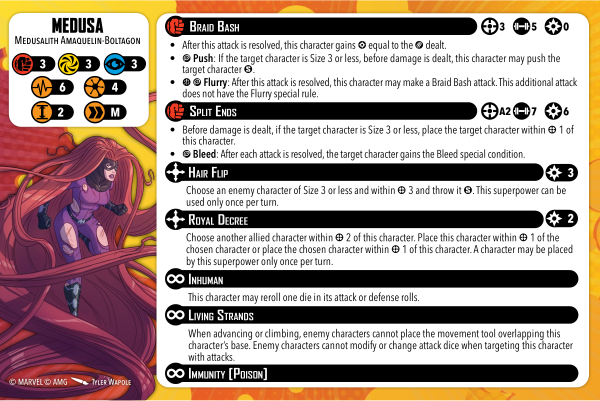 MEDUSA
MEDUSALITH AMAQUELIN-BOLTAGON
3 3 3
6 4
2 M
© MARVEL © AMG TYLER WAPOLE
BRAID BASH 3 5 0
• After this attack is resolved, this character gains equal to the dealt.
• Push: If the target character is Size 3 or less, before damage is dealt, this character may push the
target character S.
• Flurry: After this attack is resolved, this character may make a Braid Bash attack. This additional attack
does not have the Flurry special rule.
SPLIT ENDS A2 7 6
• Before damage is dealt, if the target character is Size 3 or less, place the target character within 1 of
this character.
• Bleed: After each attack is resolved, the target character gains the Bleed special condition.
HAIR FLIP 3
Choose an enemy character of Size 3 or less and within 3 and throw it S. This superpower can be
used only once per turn.
ROYAL DECREE 2
Choose another allied character within 2 of this character. Place this character within 1 of the
chosen character or place the chosen character within 1 of this character. A character may be placed
by this superpower only once per turn.
INHUMAN
This character may reroll one die in its attack or defense rolls.
LIVING STRANDS
When advancing or climbing, enemy characters cannot place the movement tool overlapping this
character's base. Enemy characters cannot modify or change attack dice when targeting this character
with attacks.
IMMUNITY [POISON]